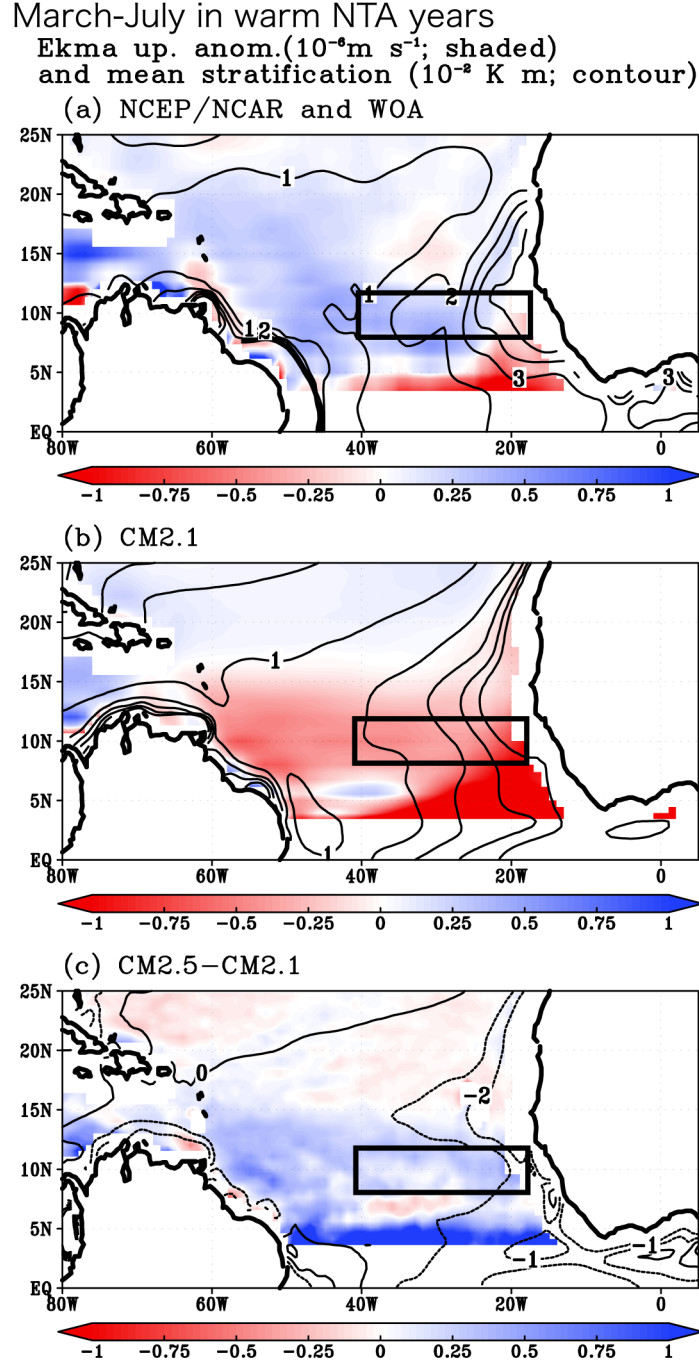 March-July in warm NTA years
Ekma up. anom.(10⁻⁶m s⁻¹; shaded)
and mean stratification (10⁻² K m; contour)
(a) NCEP/NCAR and WOA
25N
20N
15N
10N
5N
EQ
80W 60W 40W 20W 0
1
1
2
12
3
3
-1 -0.75 -0.5 -0.25 0 0.25 0.5 0.75 1
(b) CM2.1
25N
20N
15N
10N
5N
EQ
80W 60W 40W 20W 0
1
1
-1 -0.75 -0.5 -0.25 0 0.25 0.5 0.75 1
(c) CM2.5-CM2.1
25N
20N
15N
10N
5N
EQ
80W 60W 40W 20W 0
0
-2
-1
-1
-1 -0.75 -0.5 -0.25 0 0.25 0.5 0.75 1